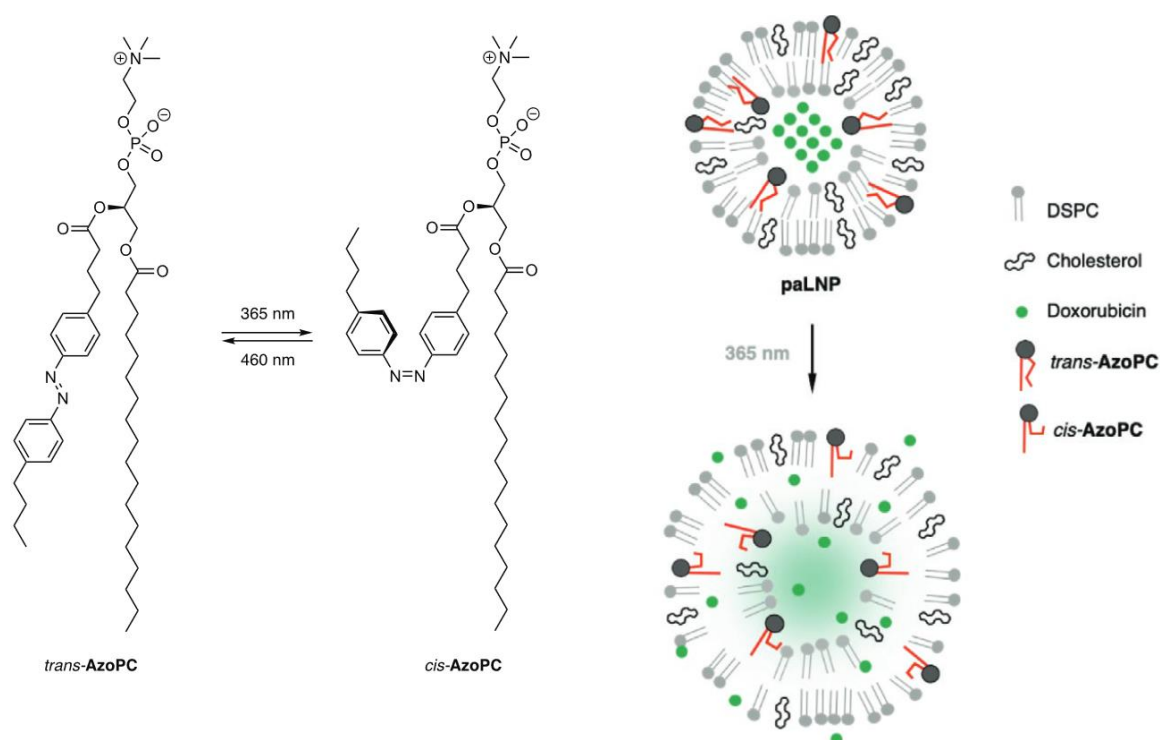 N
⊕
O
O⊖
P
O
O
O
O
O
O
N
N
365 nm
460 nm
N
⊕
O
O⊖
P
O
O
O
O
O
O
N=N
trans-AzoPC
cis-AzoPC
paLNP
365 nm
DSPC
Cholesterol
Doxorubicin
trans-AzoPC
cis-AzoPC